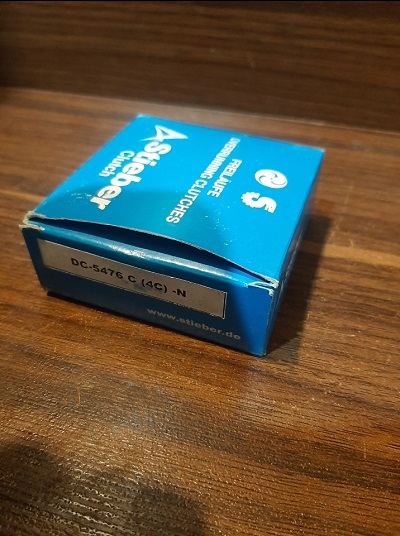 Stieber
Clutch
FREILÄUFE
OVERRUNNING CLUTCHES
DC-5476 C (4C) -N
www.stieber.de